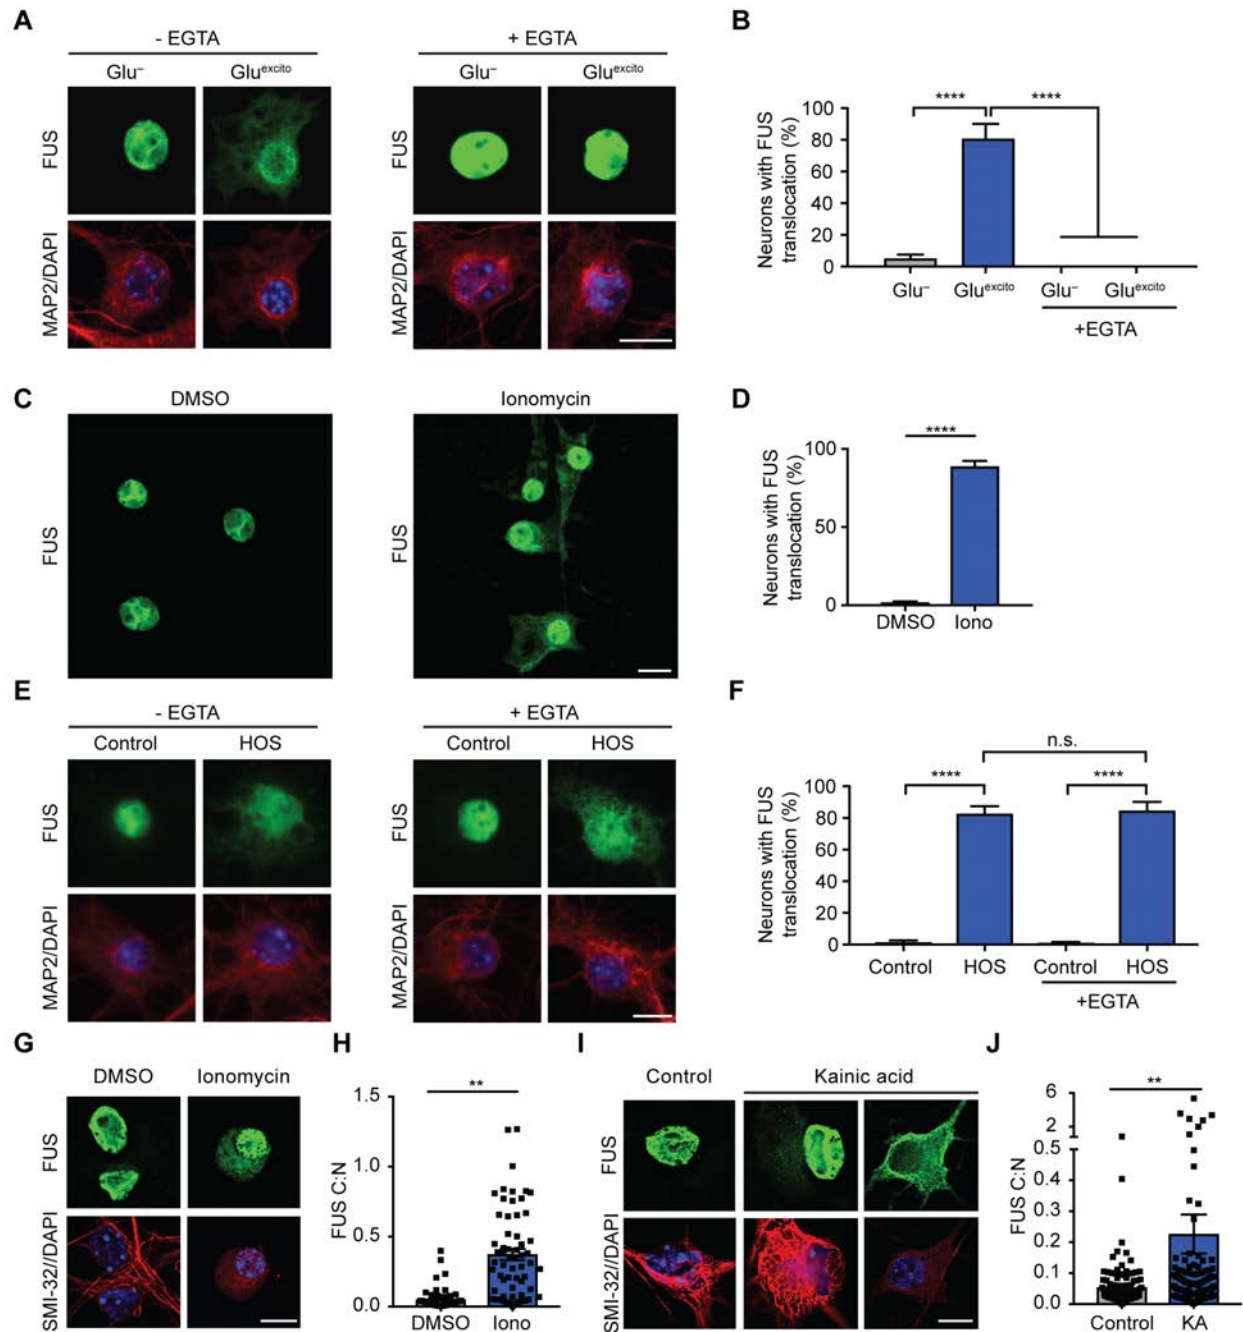 A
- EGTA
+ EGTA
Glu⁻
Gluᵉˣᶜⁱᵗᵒ
Glu⁻
Gluᵉˣᶜⁱᵗᵒ
FUS
FUS
MAP2/DAPI
MAP2/DAPI
B
Neurons with FUS
translocation (%)
100
80
60
40
20
0
****
****
Glu⁻
Gluᵉˣᶜⁱᵗᵒ
Glu⁻
Gluᵉˣᶜⁱᵗᵒ
+EGTA
C
DMSO
Ionomycin
FUS
FUS
D
Neurons with FUS
translocation (%)
100
50
0
****
DMSO
Iono
E
- EGTA
+ EGTA
Control
HOS
Control
HOS
FUS
FUS
MAP2/DAPI
MAP2/DAPI
F
Neurons with FUS
translocation (%)
100
80
60
40
20
0
n.s.
****
****
Control
HOS
Control
HOS
+EGTA
G
DMSO
Ionomycin
FUS
SMI-32//DAPI
H
FUS C:N
1.5
1.0
0.5
0.0
**
DMSO
Iono
I
Control
Kainic acid
FUS
SMI-32//DAPI
J
FUS C:N
6
2
0.5
0.4
0.3
0.2
0.1
0.0
**
Control
KA